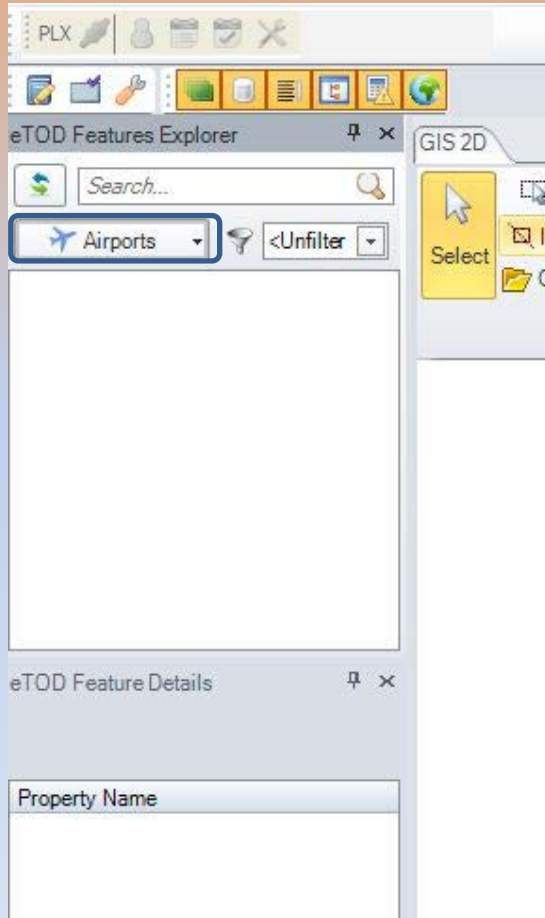 PLX
eTOD Features Explorer
GIS 2D
Search...
Airports
<Unfilter
Select
eTOD Feature Details
Property Name